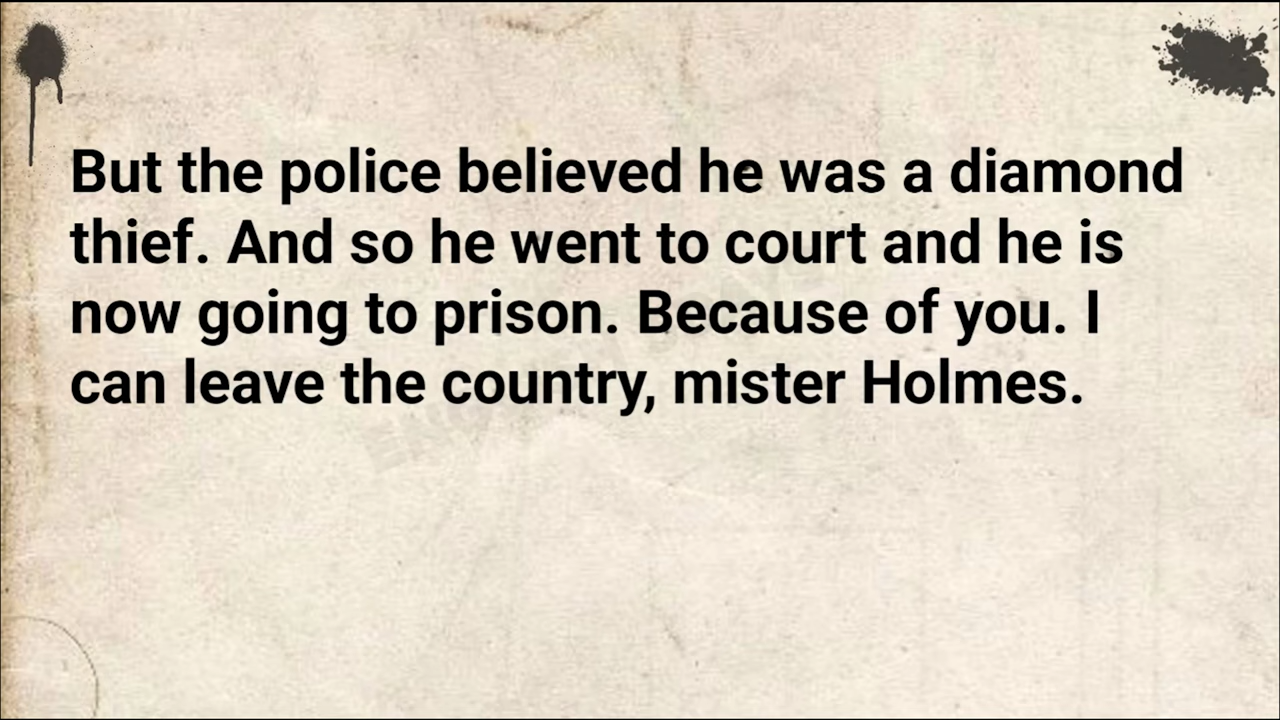 But the police believed he was a diamond
thief. And so he went to court and he is
now going to prison. Because of you. I
can leave the country, mister Holmes.